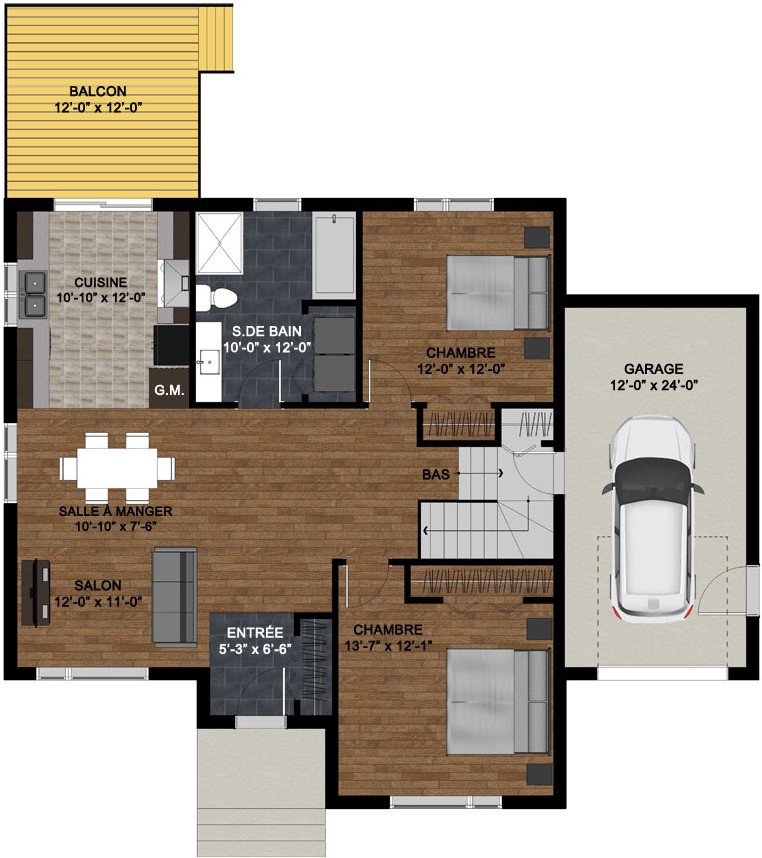 BALCON
12'-0" x 12'-0"
CUISINE
10'-10" x 12'-0"
S.DE BAIN
10'-0" x 12'-0"
CHAMBRE
12'-0" x 12'-0"
GARAGE
12'-0" x 24'-0"
G.M.
BAS
SALLE À MANGER
10'-10" x 7'-6"
SALON
12'-0" x 11'-0"
ENTRÉE
5'-3" x 6'-6"
CHAMBRE
13'-7" x 12'-1"